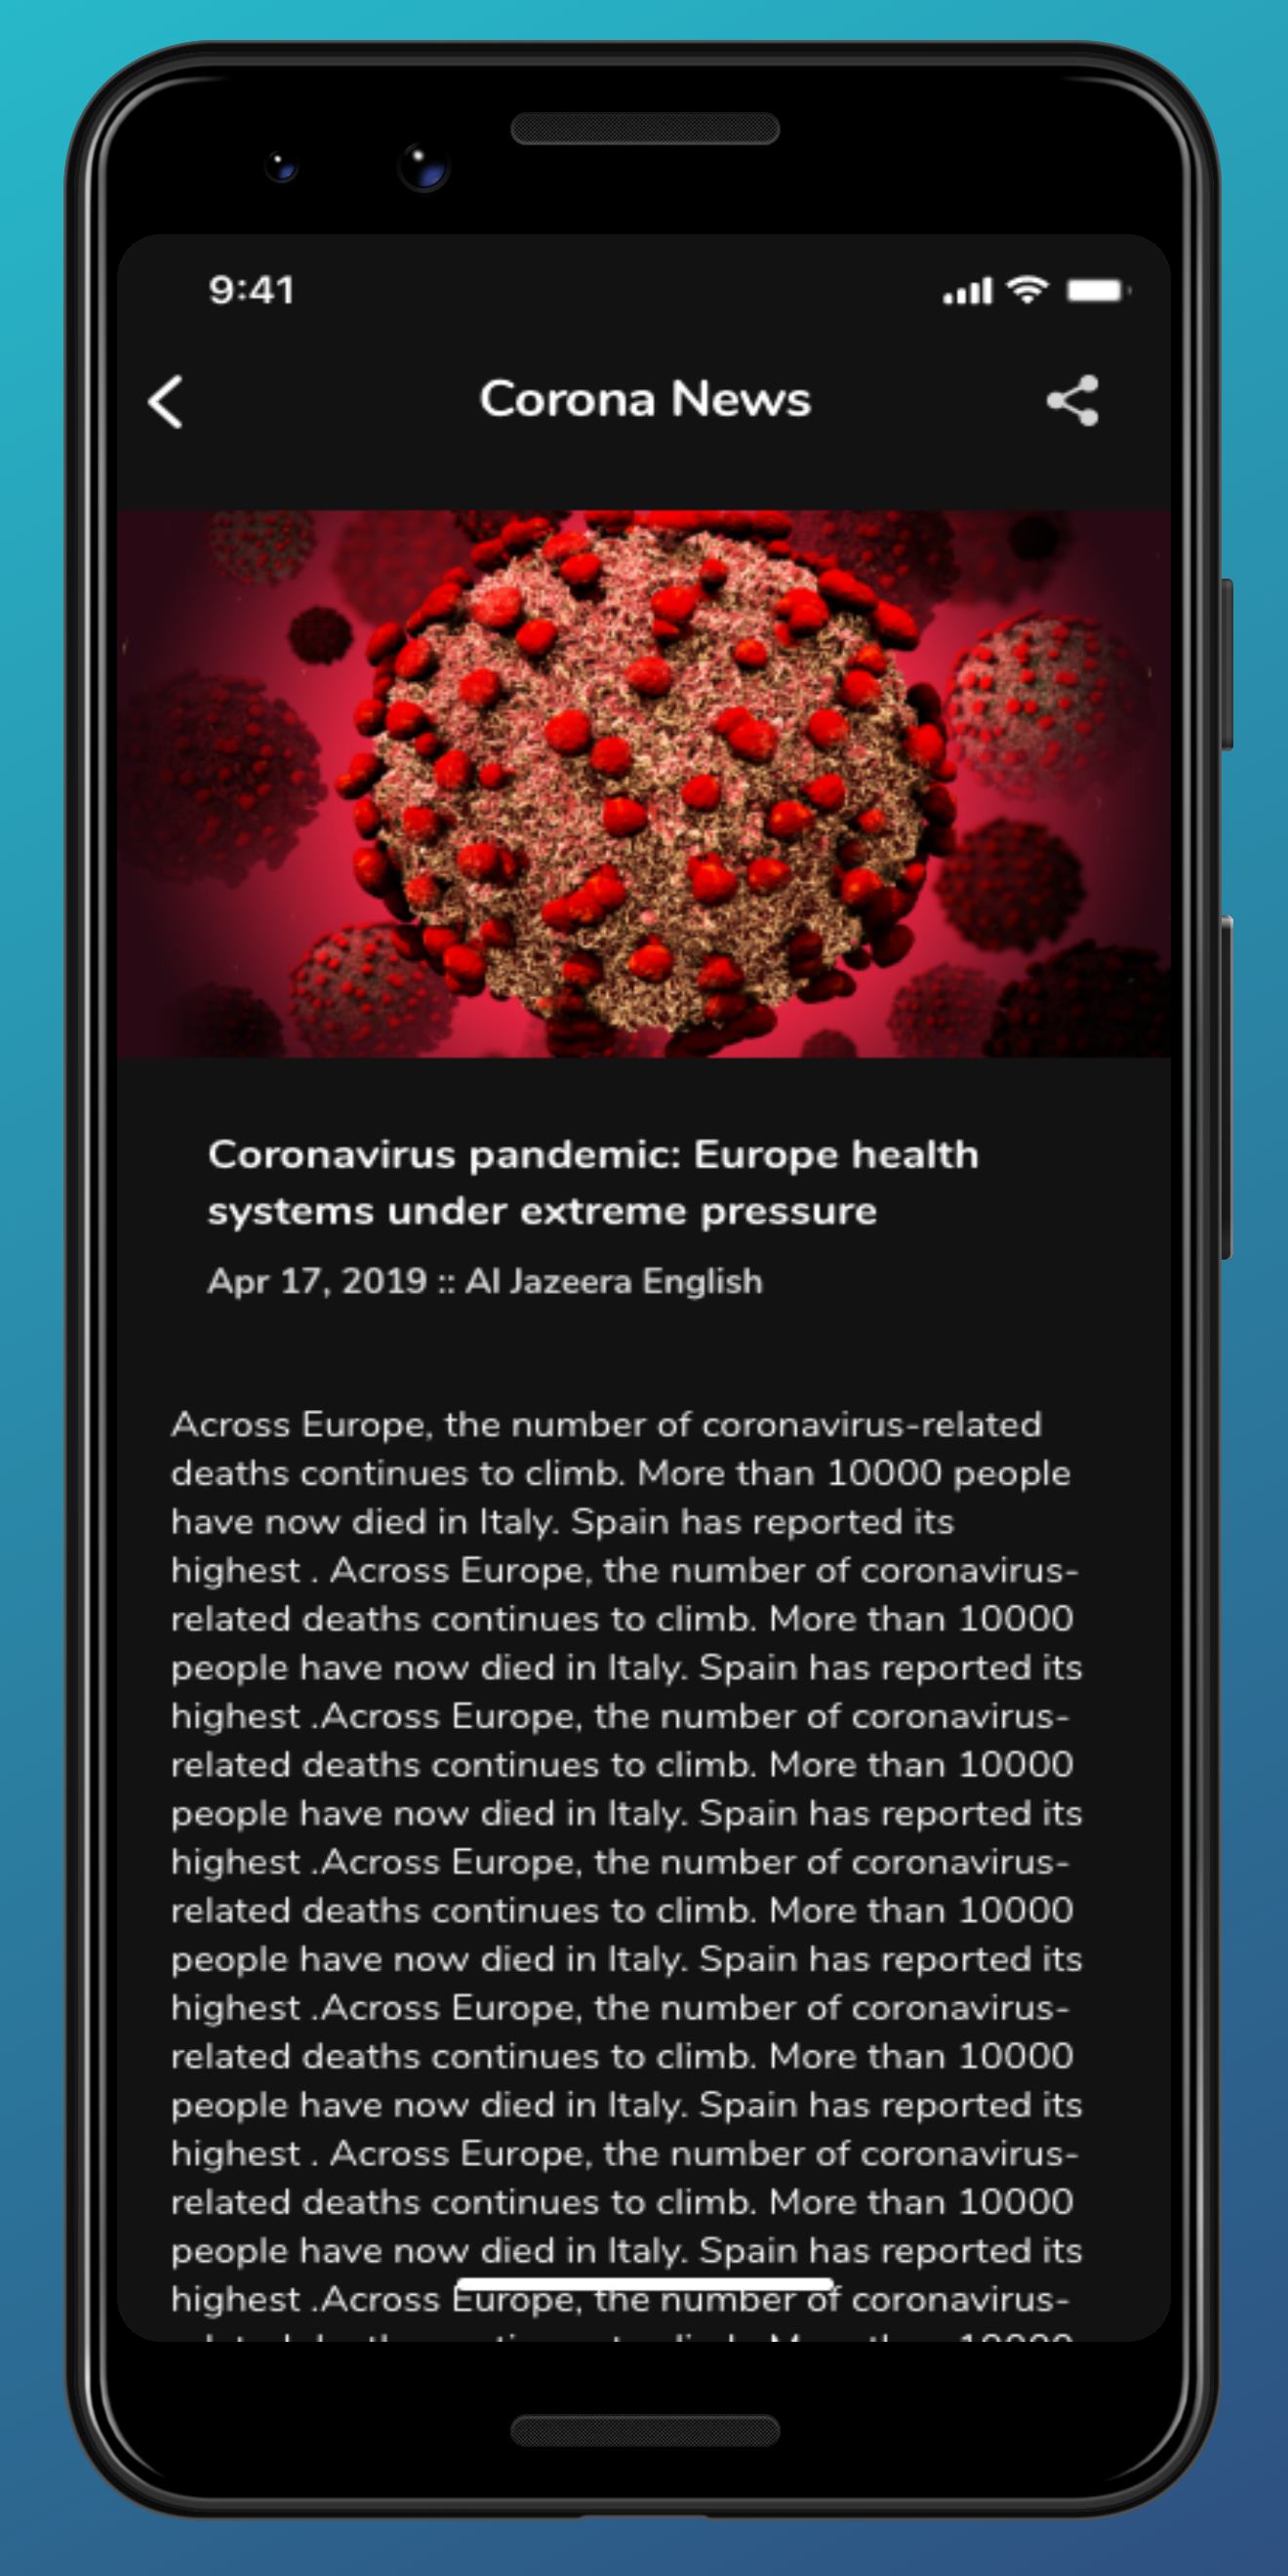 9:41
Corona News
Coronavirus pandemic: Europe health
systems under extreme pressure
Apr 17, 2019 :: Al Jazeera English
Across Europe, the number of coronavirus-related
deaths continues to climb. More than 10000 people
have now died in Italy. Spain has reported its
highest . Across Europe, the number of coronavirus-
related deaths continues to climb. More than 10000
people have now died in Italy. Spain has reported its
highest .Across Europe, the number of coronavirus-
related deaths continues to climb. More than 10000
people have now died in Italy. Spain has reported its
highest .Across Europe, the number of coronavirus-
related deaths continues to climb. More than 10000
people have now died in Italy. Spain has reported its
highest .Across Europe, the number of coronavirus-
related deaths continues to climb. More than 10000
people have now died in Italy. Spain has reported its
highest . Across Europe, the number of coronavirus-
related deaths continues to climb. More than 10000
people have now died in Italy. Spain has reported its
highest .Across Europe, the number of coronavirus-